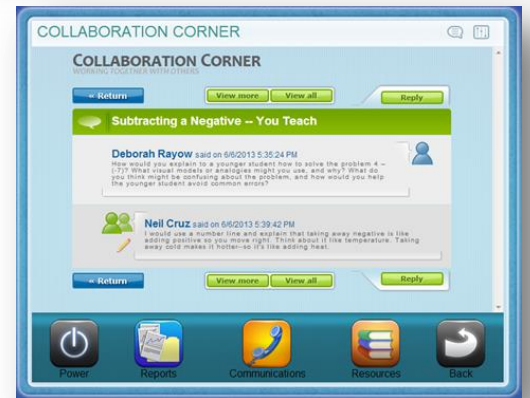 COLLABORATION CORNER
COLLABORATION CORNER
WORKING TOGETHER WITH OTHERS
« Return View more View all Reply
Subtracting a Negative -- You Teach
Deborah Rayow said on 6/6/2013 5:35:24 PM
How would you explain to a younger student how to solve the problem 4 –
(-7)? What visual models or analogies might you use, and why? What do
you think might be confusing about the problem, and how would you help
the younger student avoid common errors?
Neil Cruz said on 6/6/2013 5:39:42 PM
I would use a number line and explain that taking away negative is like
adding positive so you move right. Think about it like temperature. Taking
away cold makes it hotter--so it's like adding heat.
« Return View more View all Reply
Power Reports Communications Resources Back